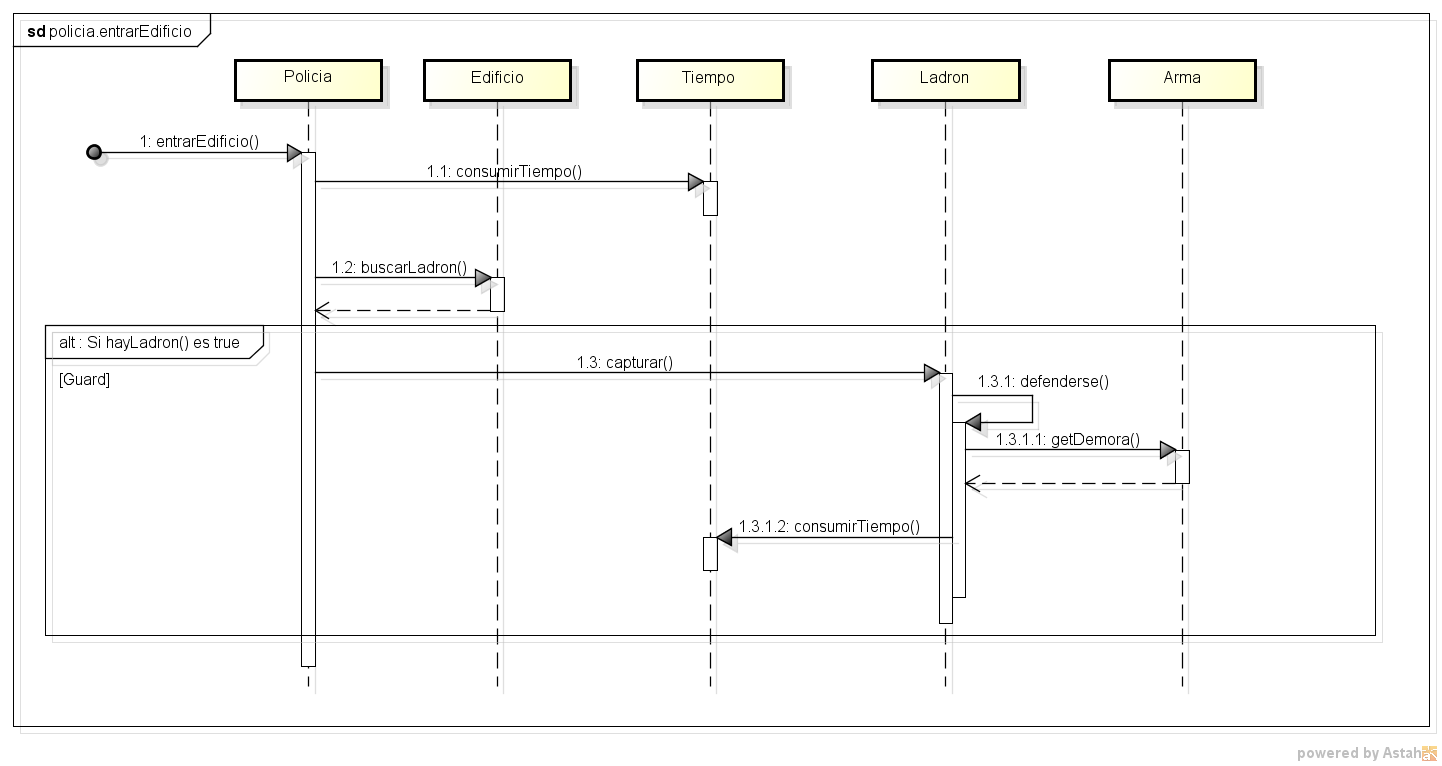 sd policia.entrarEdificio
Policia
Edificio
Tiempo
Ladron
Arma
1: entrarEdificio()
1.1: consumirTiempo()
1.2: buscarLadron()
alt : Si hayLadron() es true
[Guard]
1.3: capturar()
1.3.1: defenderse()
1.3.1.1: getDemora()
1.3.1.2: consumirTiempo()
powered by Astah